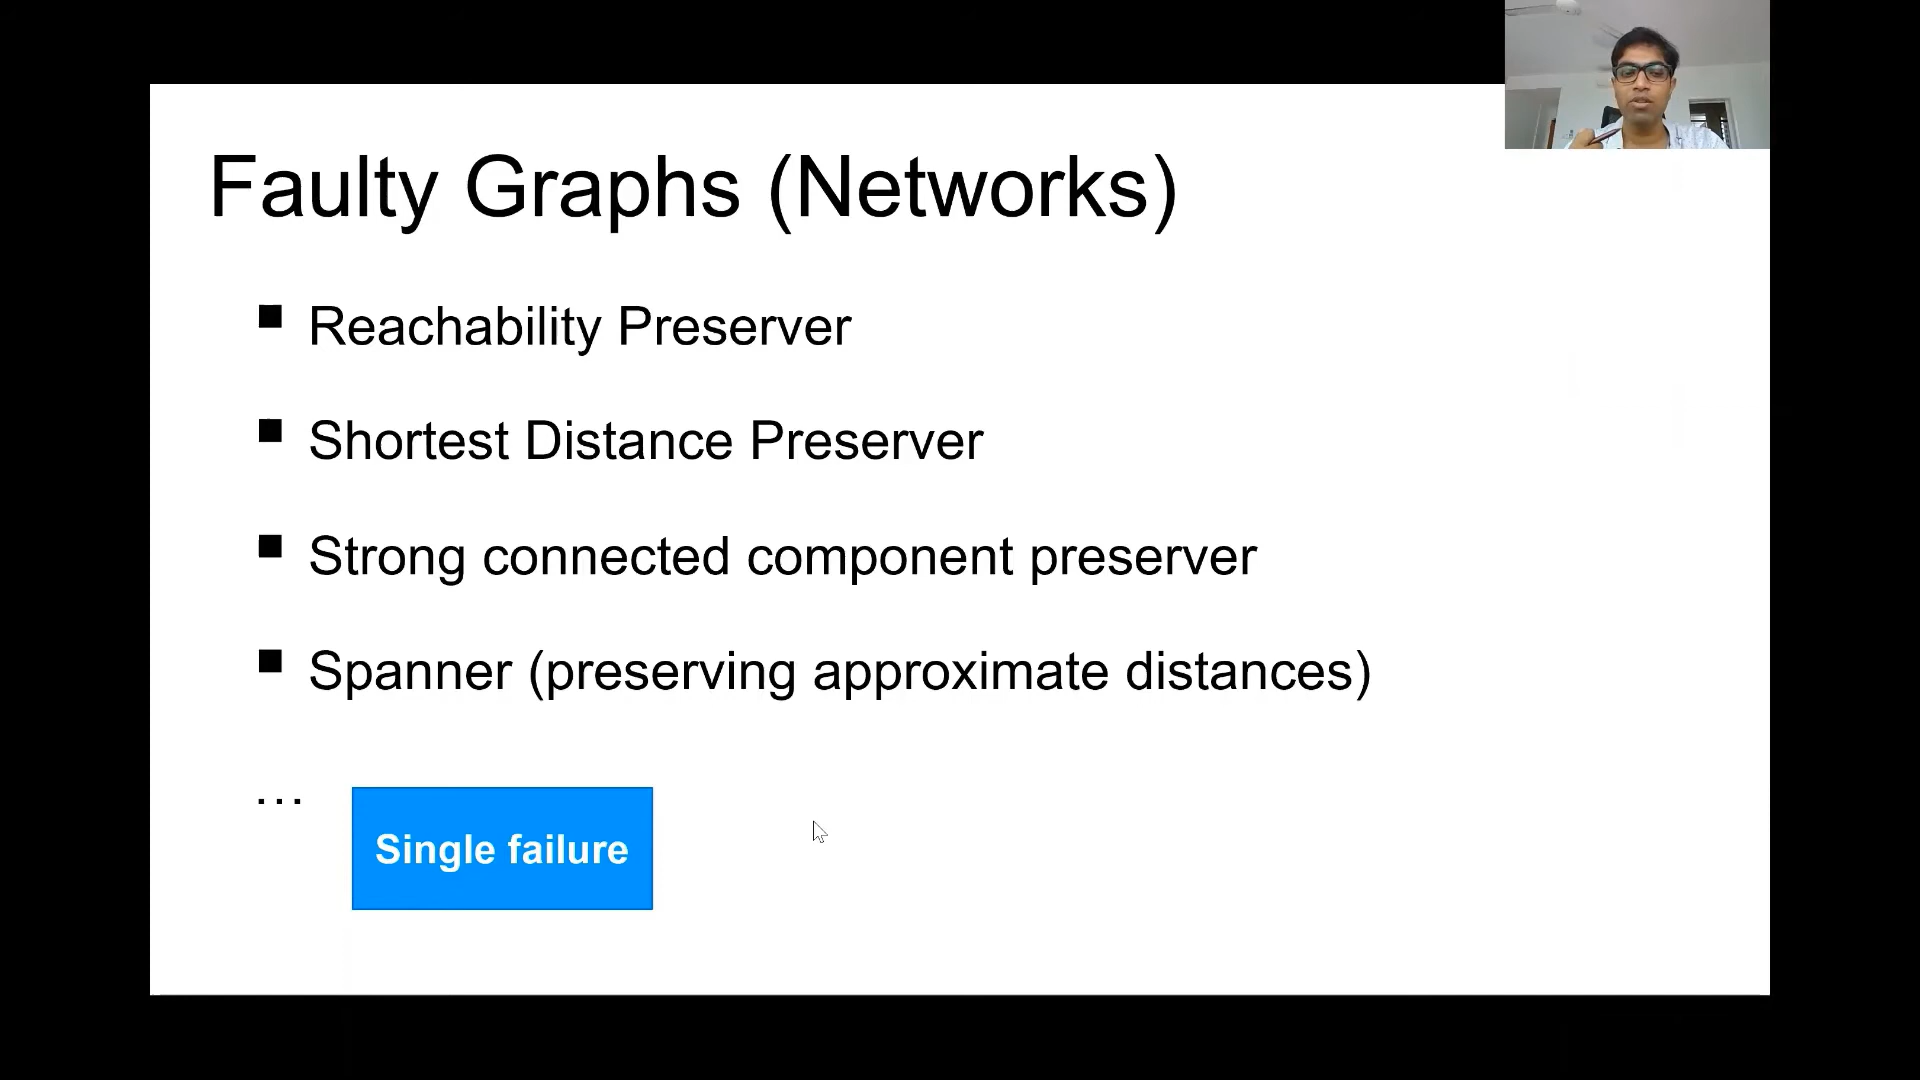 Faulty Graphs (Networks)
Reachability Preserver
Shortest Distance Preserver
Strong connected component preserver
Spanner (preserving approximate distances)
…
Single failure